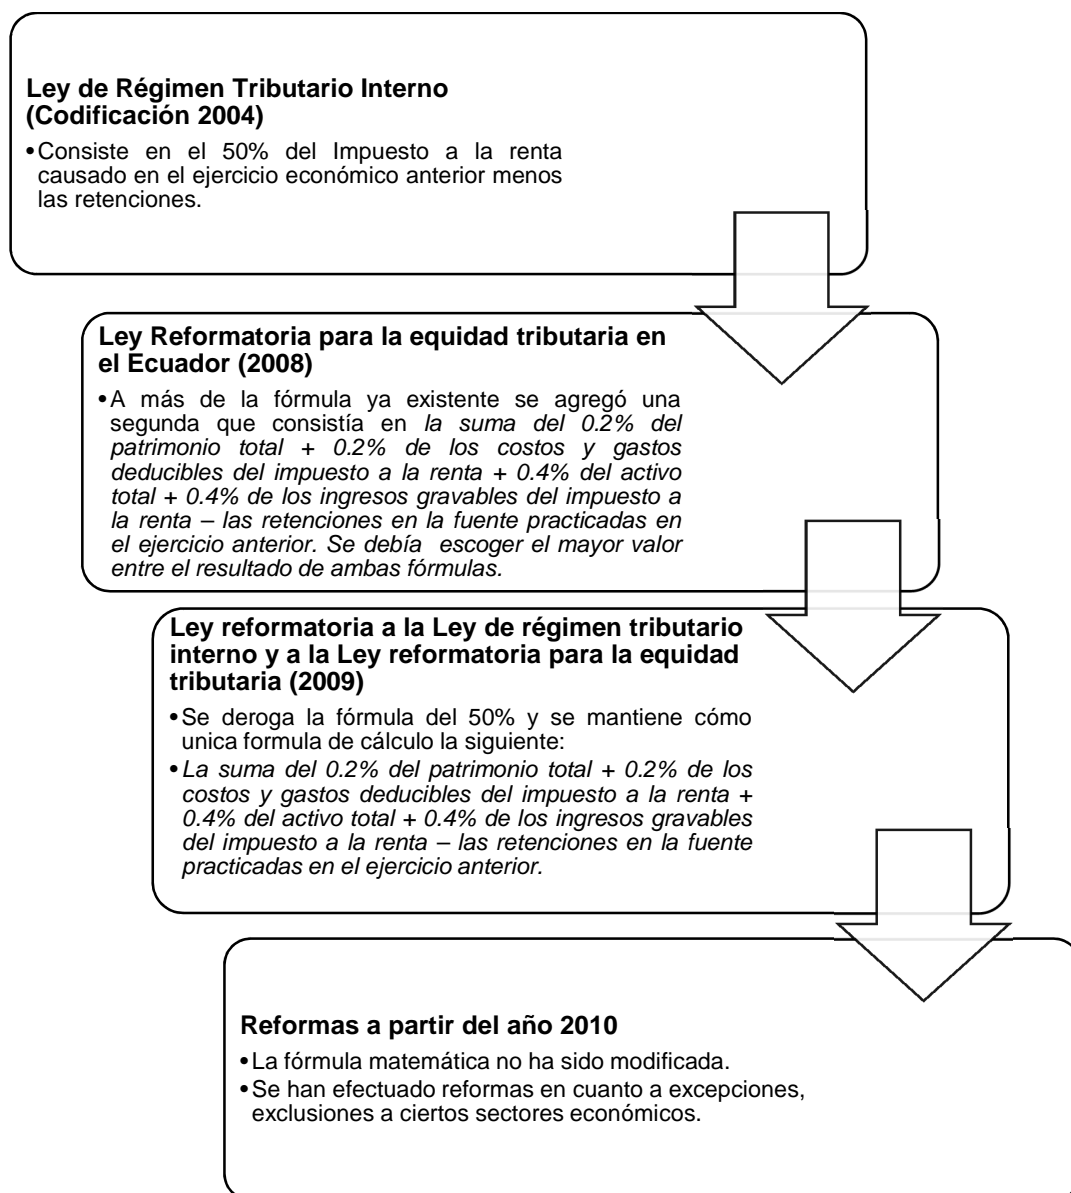 Ley de Régimen Tributario Interno
(Codificación 2004)
•Consiste en el 50% del Impuesto a la renta
causado en el ejercicio económico anterior menos
las retenciones.
Ley Reformatoria para la equidad tributaria en
el Ecuador (2008)
•A más de la fórmula ya existente se agregó una
segunda que consistía en la suma del 0.2% del
patrimonio total + 0.2% de los costos y gastos
deducibles del impuesto a la renta + 0.4% del activo
total + 0.4% de los ingresos gravables del impuesto a
la renta – las retenciones en la fuente practicadas en
el ejercicio anterior. Se debía escoger el mayor valor
entre el resultado de ambas fórmulas.
Ley reformatoria a la Ley de régimen tributario
interno y a la Ley reformatoria para la equidad
tributaria (2009)
•Se deroga la fórmula del 50% y se mantiene cómo
unica formula de cálculo la siguiente:
•La suma del 0.2% del patrimonio total + 0.2% de los
costos y gastos deducibles del impuesto a la renta +
0.4% del activo total + 0.4% de los ingresos gravables
del impuesto a la renta – las retenciones en la fuente
practicadas en el ejercicio anterior.
Reformas a partir del año 2010
•La fórmula matemática no ha sido modificada.
•Se han efectuado reformas en cuanto a excepciones,
exclusiones a ciertos sectores económicos.